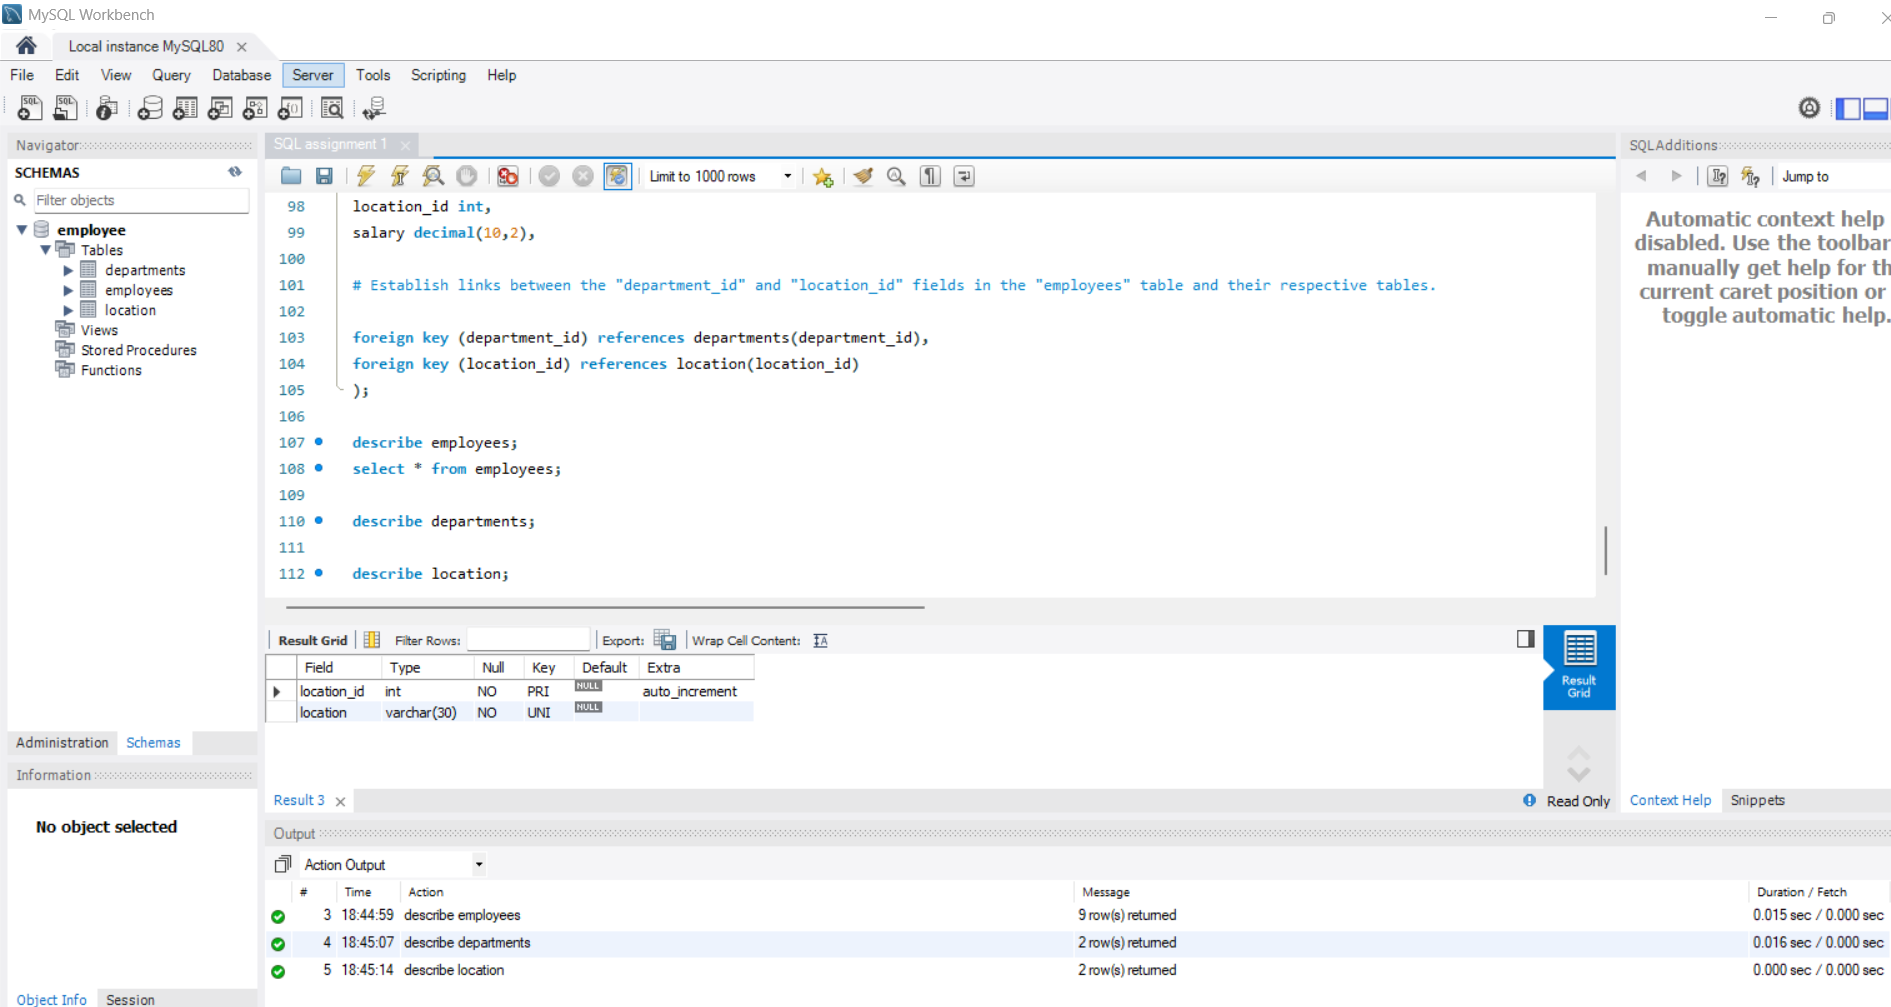 MySQL Workbench
Local instance MySQL80
File Edit View Query Database Server Tools Scripting Help
Navigator
SCHEMAS
Filter objects
employee
Tables
departments
employees
location
Views
Stored Procedures
Functions
Administration Schemas
Information
No object selected
Object Info Session
SQL assignment 1
Limit to 1000 rows
98 location_id int,
99 salary decimal(10,2),
100
101 # Establish links between the "department_id" and "location_id" fields in the "employees" table and their respective tables.
102
103 foreign key (department_id) references departments(department_id),
104 foreign key (location_id) references location(location_id)
105 );
106
107 describe employees;
108 select * from employees;
109
110 describe departments;
111
112 describe location;
Result Grid Filter Rows: Export: Wrap Cell Content:
Field Type Null Key Default Extra
location_id int NO PRI NULL auto_increment
location varchar(30) NO UNI NULL
Result Grid
Result 3
Read Only
SQLAdditions
Jump to
Automatic context help
disabled. Use the toolbar
manually get help for th
current caret position or
toggle automatic help.
Context Help Snippets
Output
Action Output
# Time Action Message Duration / Fetch
3 18:44:59 describe employees 9 row(s) returned 0.015 sec / 0.000 sec
4 18:45:07 describe departments 2 row(s) returned 0.016 sec / 0.000 sec
5 18:45:14 describe location 2 row(s) returned 0.000 sec / 0.000 sec